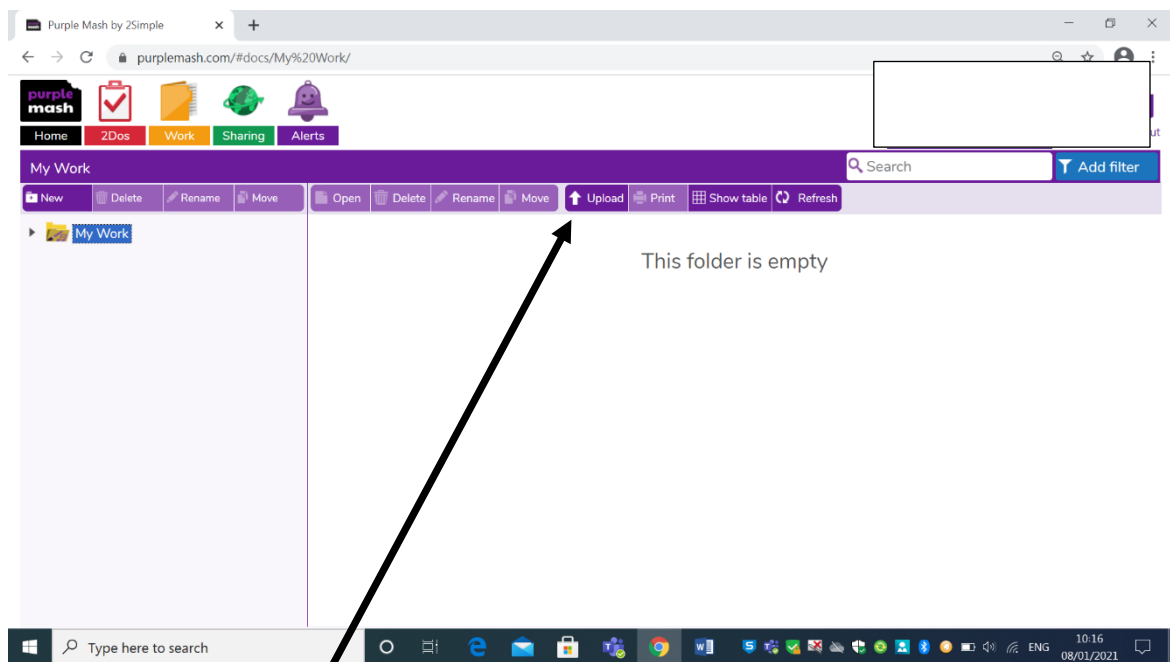 Purple Mash by 2Simple
purplemash.com/#docs/My%20Work/
purple
mash
Home 2Dos Work Sharing Alerts
ut
My Work Search Add filter
New Delete Rename Move Open Delete Rename Move Upload Print Show table Refresh
My Work
This folder is empty
Type here to search
ENG
10:16
08/01/2021